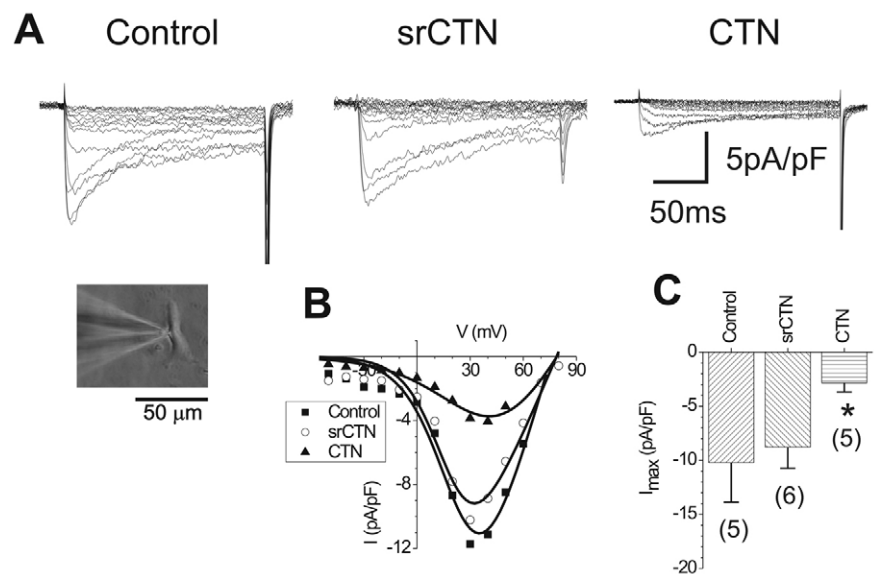 A
Control
srCTN
CTN
5pA/pF
50ms
50 μm
B
V (mV)
30
60
90
-4
-8
-12
I (pA/pF)
Control
srCTN
CTN
C
Control
srCTN
CTN
0
-5
-10
-15
-20
Imax (pA/pF)
(5)
(6)
*
(5)